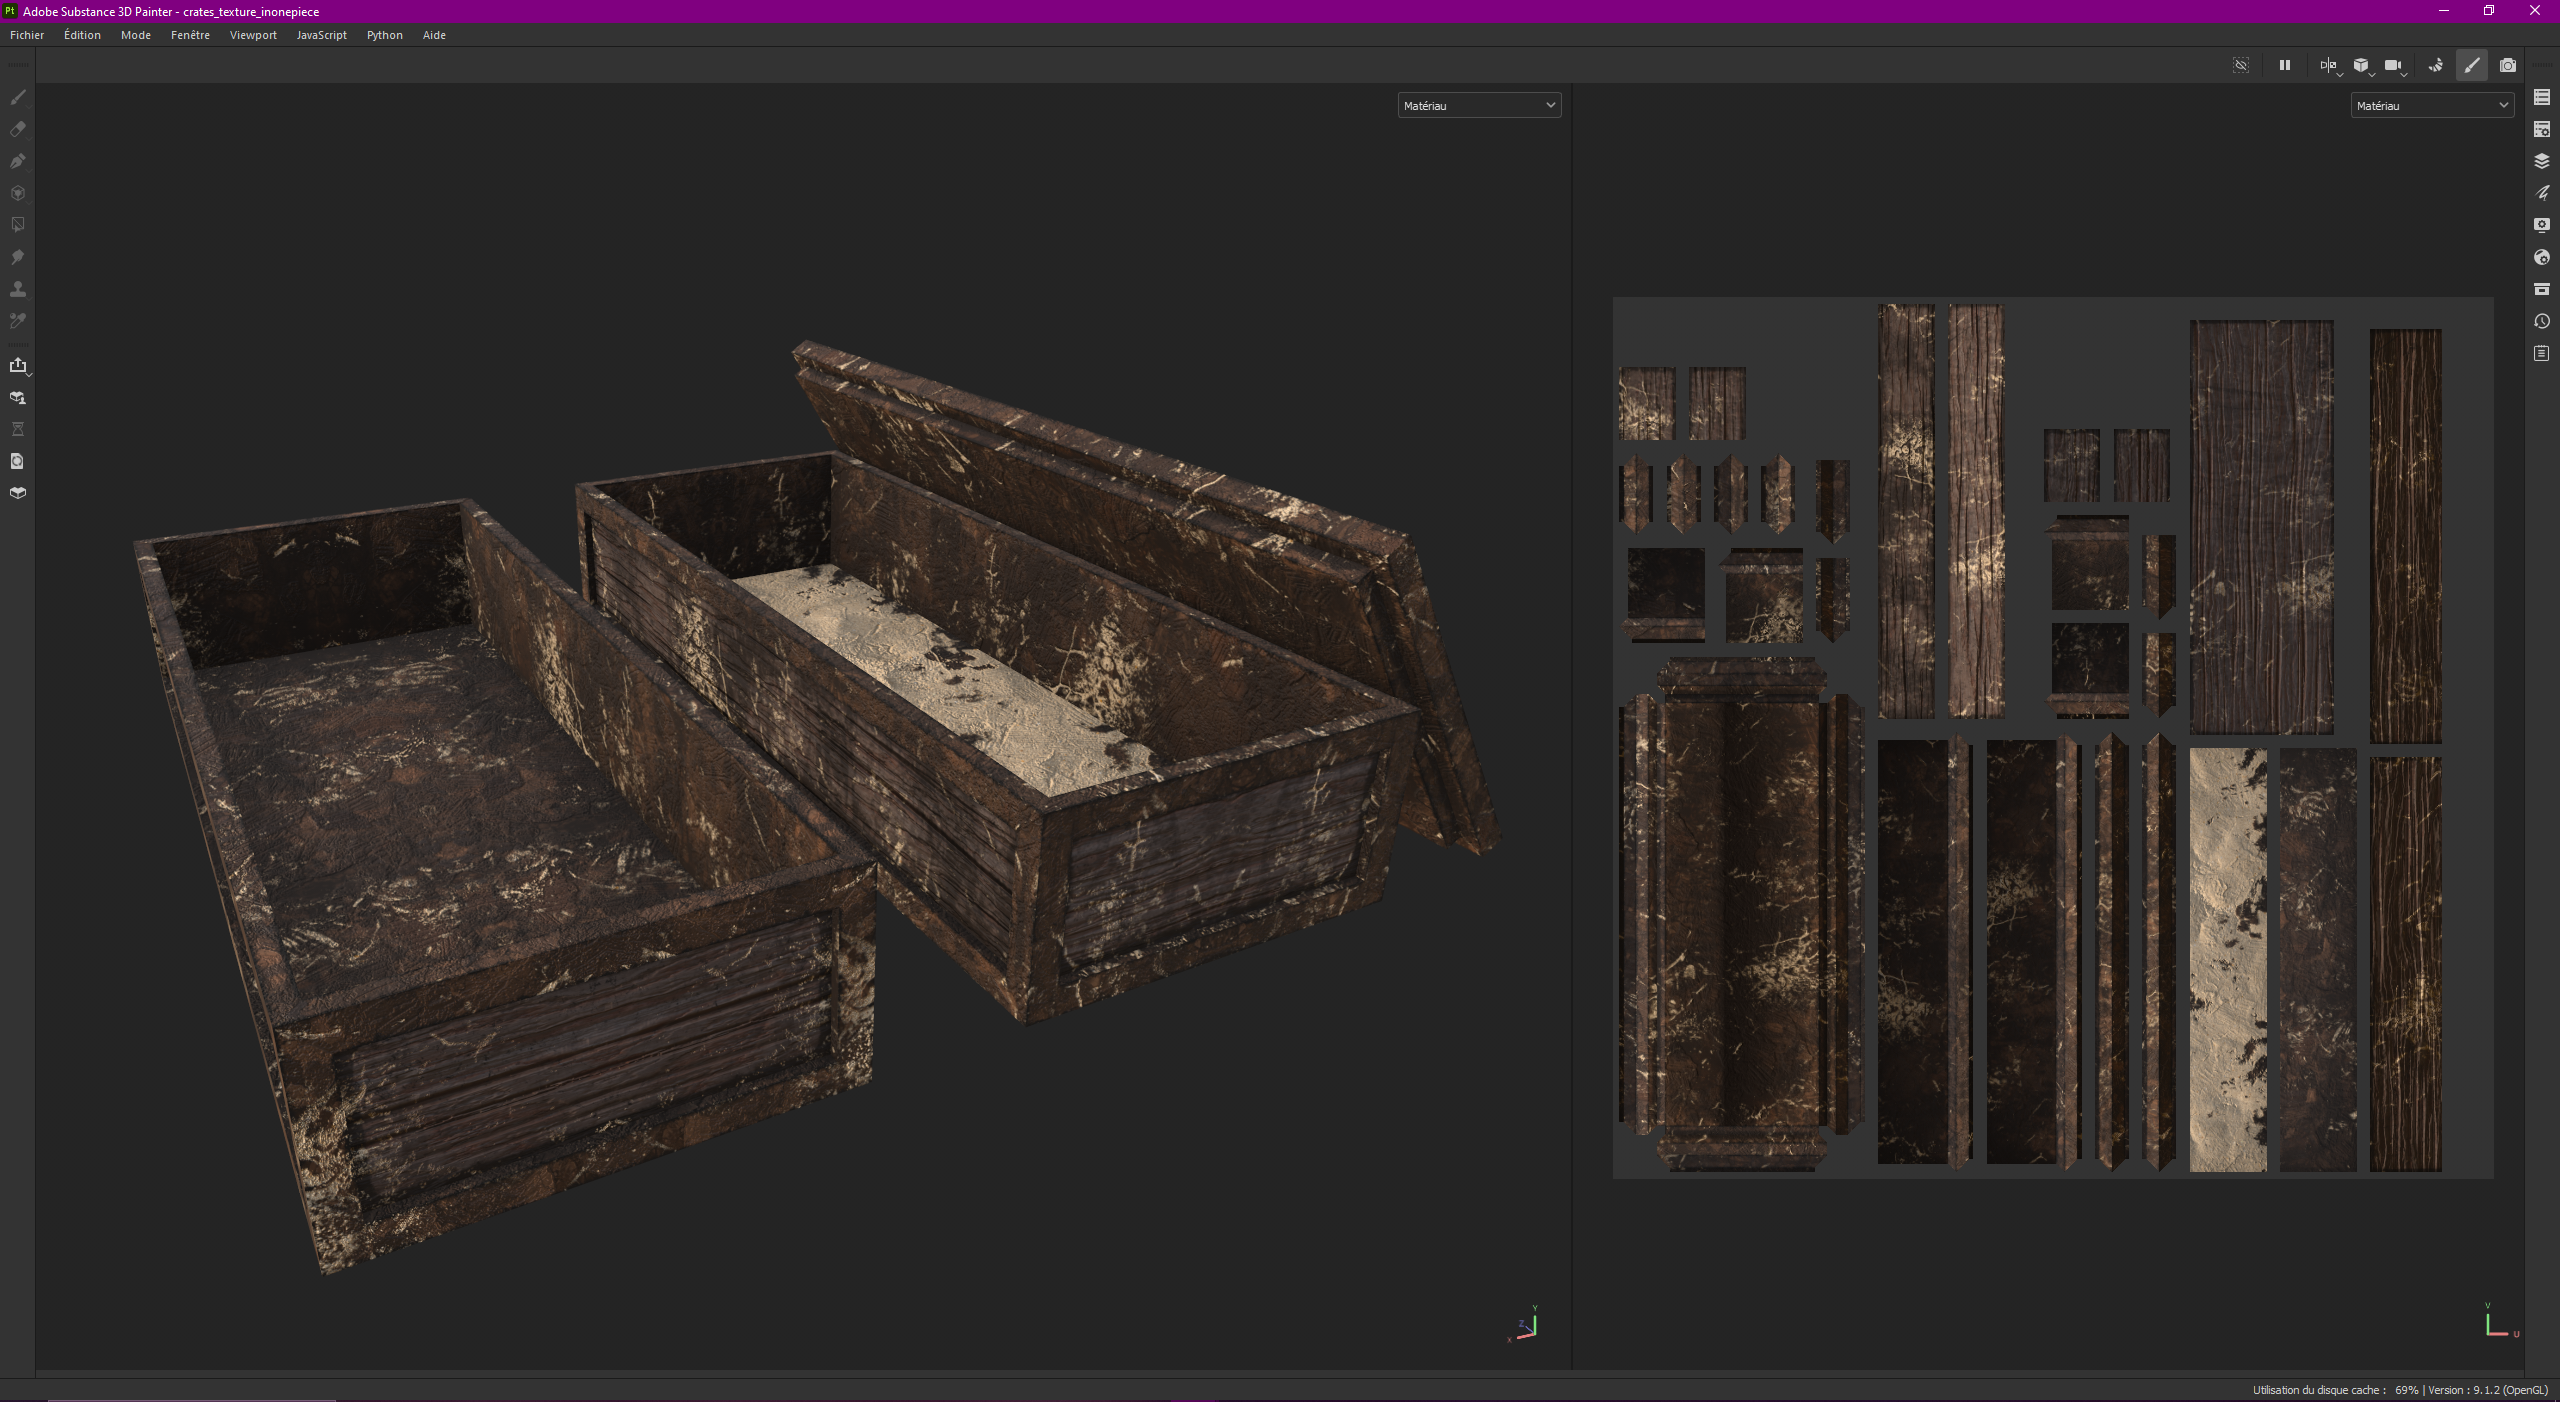 Pt Adobe Substance 3D Painter - crates_texture_inonepiece
Fichier Édition Mode Fenêtre Viewport JavaScript Python Aide
Matériau
Matériau
Y
Z
X
V
U
Utilisation du disque cache : 69% | Version : 9.1.2 (OpenGL)